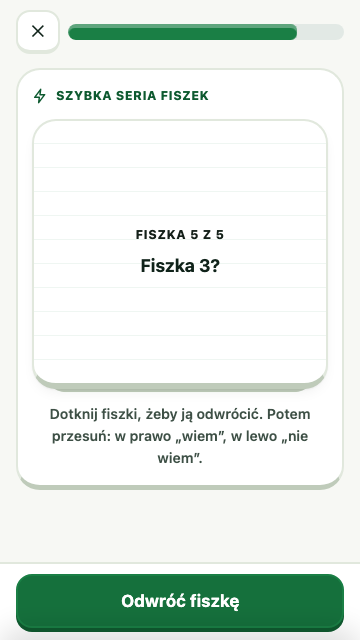 SZYBKA SERIA FISZEK
FISZKA 5 Z 5
Fiszka 3?
Dotknij fiszki, żeby ją odwrócić. Potem
przesuń: w prawo „wiem”, w lewo „nie
wiem”.
Odwróć fiszkę